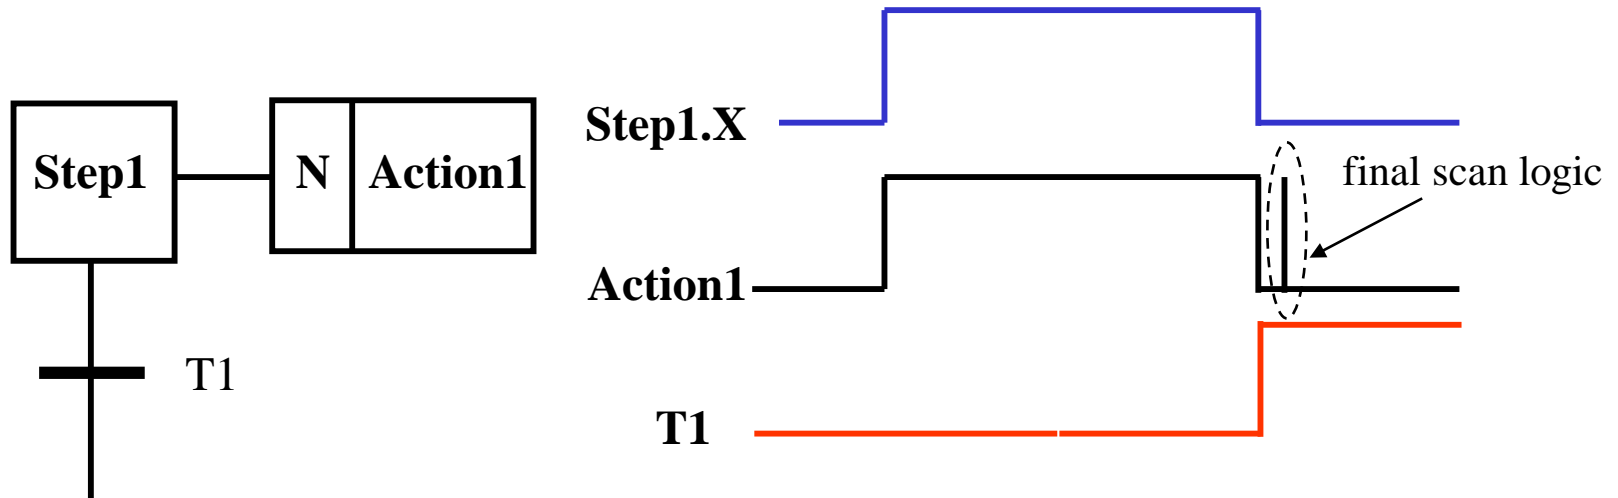 Step1
N
Action1
T1
Step1.X
final scan logic
Action1
T1